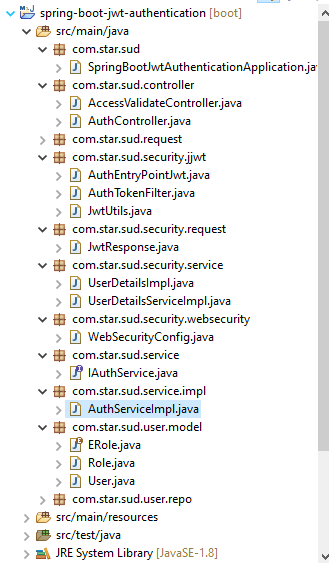 spring-boot-jwt-authentication [boot]
src/main/java
com.star.sud
SpringBootJwtAuthenticationApplication.java
com.star.sud.controller
AccessValidateController.java
AuthController.java
com.star.sud.request
com.star.sud.security.jjwt
AuthEntryPointJwt.java
AuthTokenFilter.java
JwtUtils.java
com.star.sud.security.request
JwtResponse.java
com.star.sud.security.service
UserDetailsImpl.java
UserDetailsServiceImpl.java
com.star.sud.security.websecurity
WebSecurityConfig.java
com.star.sud.service
IAuthService.java
com.star.sud.service.impl
AuthServiceImpl.java
com.star.sud.user.model
ERole.java
Role.java
User.java
com.star.sud.user.repo
src/main/resources
src/test/java
JRE System Library [JavaSE-1.8]